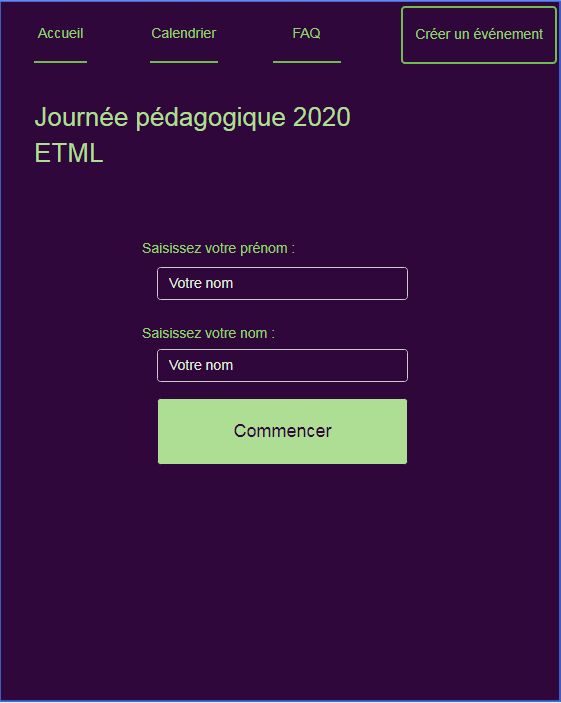 Accueil
Calendrier
FAQ
Créer un événement
Journée pédagogique 2020
ETML
Saisissez votre prénom :
Votre nom
Saisissez votre nom :
Votre nom
Commencer